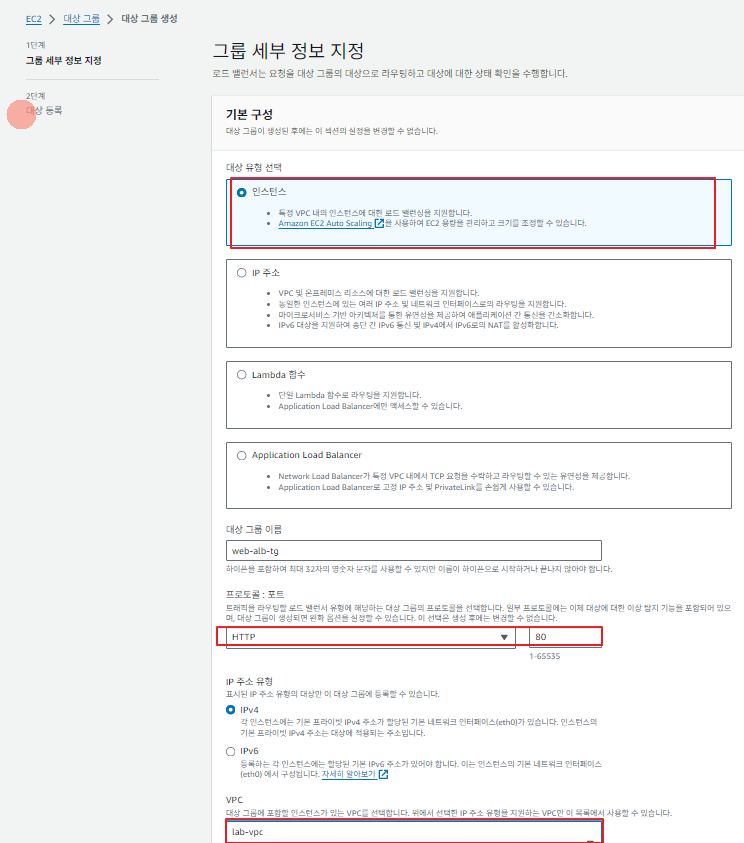 EC2 > 대상 그룹 > 대상 그룹 생성
1단계
그룹 세부 정보 지정
2단계
대상 등록
그룹 세부 정보 지정
로드 밸런서는 요청을 대상 그룹의 대상으로 라우팅하고 대상에 대한 상태 확인을 수행합니다.
기본 구성
대상 그룹이 생성된 후에는 이 섹션의 설정을 변경할 수 없습니다.
대상 유형 선택
인스턴스
특정 VPC 내의 인스턴스에 대한 로드 밸런싱을 지원합니다.
Amazon EC2 Auto Scaling 을 사용하여 EC2 용량을 관리하고 크기를 조정할 수 있습니다.
IP 주소
VPC 및 온프레미스 리소스에 대한 로드 밸런싱을 지원합니다.
동일한 인스턴스에 있는 여러 IP 주소 및 네트워크 인터페이스로의 라우팅을 지원합니다.
마이크로서비스 기반 아키텍처를 통한 유연성을 제공하여 애플리케이션 간 통신을 간소화합니다.
IPv6 대상을 지원하여 종단 간 IPv6 통신 및 IPv4에서 IPv6로의 NAT를 활성화합니다.
Lambda 함수
단일 Lambda 함수로 라우팅을 지원합니다.
Application Load Balancer에만 액세스할 수 있습니다.
Application Load Balancer
Network Load Balancer가 특정 VPC 내에서 TCP 요청을 수락하고 라우팅할 수 있는 유연성을 제공합니다.
Application Load Balancer로 고정 IP 주소 및 PrivateLink를 손쉽게 사용할 수 있습니다.
대상 그룹 이름
web-alb-tg
하이픈을 포함하여 최대 32자의 영숫자 문자를 사용할 수 있지만 이름이 하이픈으로 시작하거나 끝나지 않아야 합니다.
프로토콜 : 포트
트래픽을 라우팅할 로드 밸런서 유형에 해당하는 대상 그룹의 프로토콜을 선택합니다. 일부 프로토콜에는 이제 대상에 대한 이상 탐지 기능을 포함되어 있으
며, 대상 그룹이 생성되면 완화 옵션을 설정할 수 있습니다. 이 선택은 생성 후에는 변경할 수 없습니다.
HTTP 80
1-65535
IP 주소 유형
표시된 IP 주소 유형의 대상만 이 대상 그룹에 등록할 수 있습니다.
IPv4
각 인스턴스에는 기본 프라이빗 IPv4 주소가 할당된 기본 네트워크 인터페이스(eth0)가 있습니다. 인스턴스의
기본 프라이빗 IPv4 주소는 대상에 적용되는 주소입니다.
IPv6
등록하는 각 인스턴스에는 할당된 기본 IPv6 주소가 있어야 합니다. 이는 인스턴스의 기본 네트워크 인터페이스
(eth0) 에서 구성됩니다. 자세히 알아보기
VPC
대상 그룹에 포함할 인스턴스가 있는 VPC를 선택합니다. 위에서 선택한 IP 주소 유형을 지원하는 VPC만 이 목록에서 사용할 수 있습니다.
lab-vpc